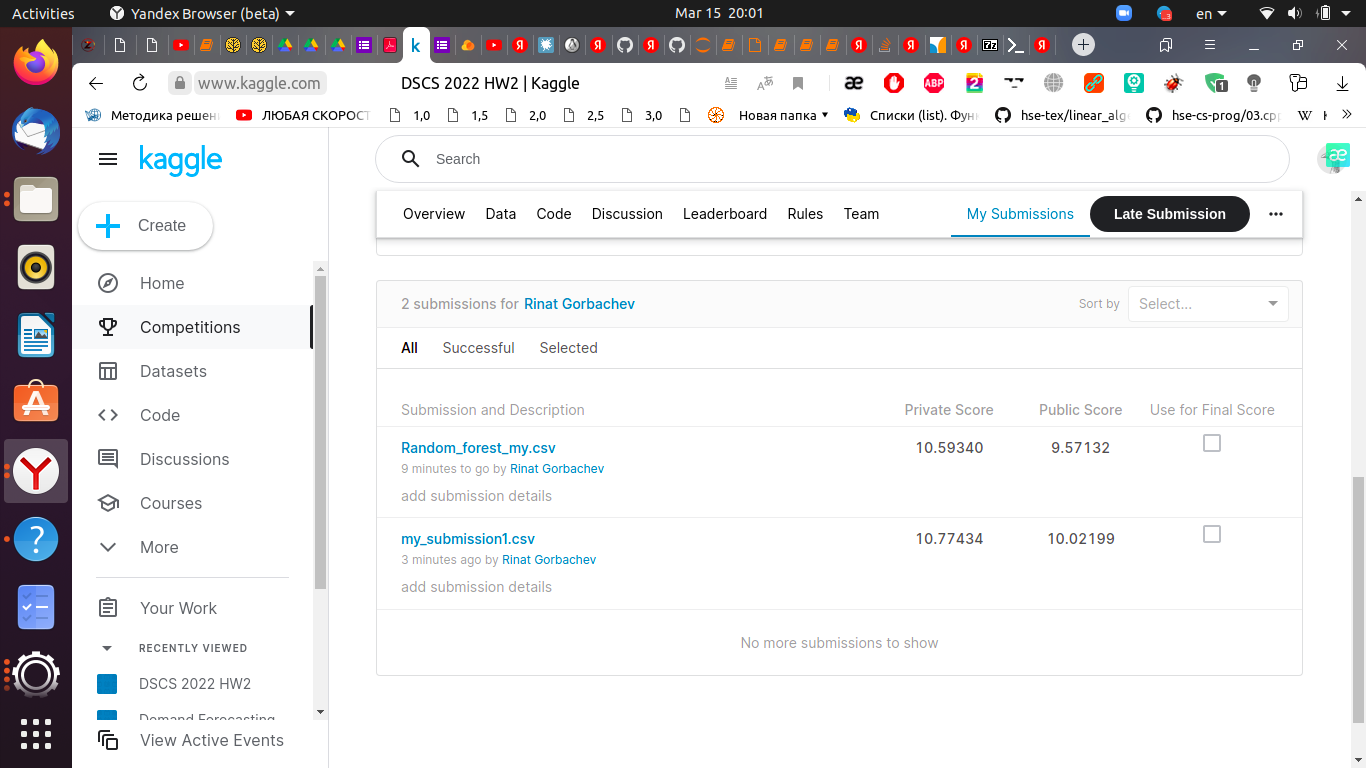 Activities
Yandex Browser (beta)
Mar 15 20:01
en
www.kaggle.com
DSCS 2022 HW2 | Kaggle
Методика решени
ЛЮБАЯ СКОРОСТ
1,0
1,5
2,0
2,5
3,0
Новая папка
Списки (list). Фун
hse-tex/linear_alg
hse-cs-prog/03.cpp
kaggle
Search
Create
Home
Competitions
Datasets
Code
Discussions
Courses
More
Your Work
RECENTLY VIEWED
DSCS 2022 HW2
Demand Forecasting
View Active Events
Overview
Data
Code
Discussion
Leaderboard
Rules
Team
My Submissions
Late Submission
2 submissions for Rinat Gorbachev
Sort by
Select...
All
Successful
Selected
Submission and Description
Private Score
Public Score
Use for Final Score
Random_forest_my.csv
10.59340
9.57132
9 minutes to go by Rinat Gorbachev
add submission details
my_submission1.csv
10.77434
10.02199
3 minutes ago by Rinat Gorbachev
add submission details
No more submissions to show